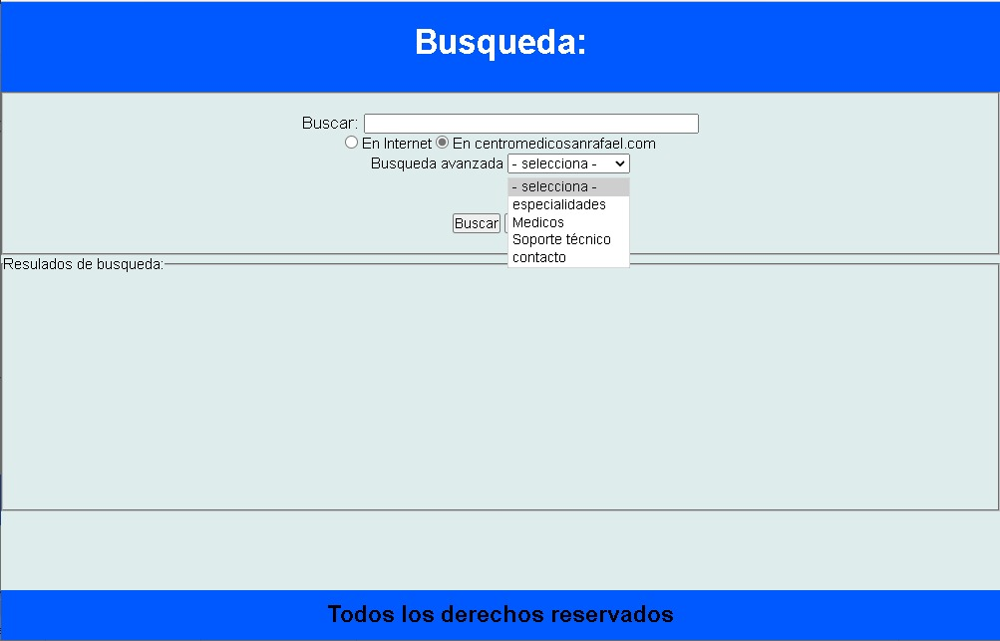 Busqueda:
Buscar:
En Internet En centromedicosanrafael.com
Busqueda avanzada - selecciona -
- selecciona -
especialidades
Medicos
Soporte técnico
contacto
Buscar
Resulados de busqueda:
Todos los derechos reservados